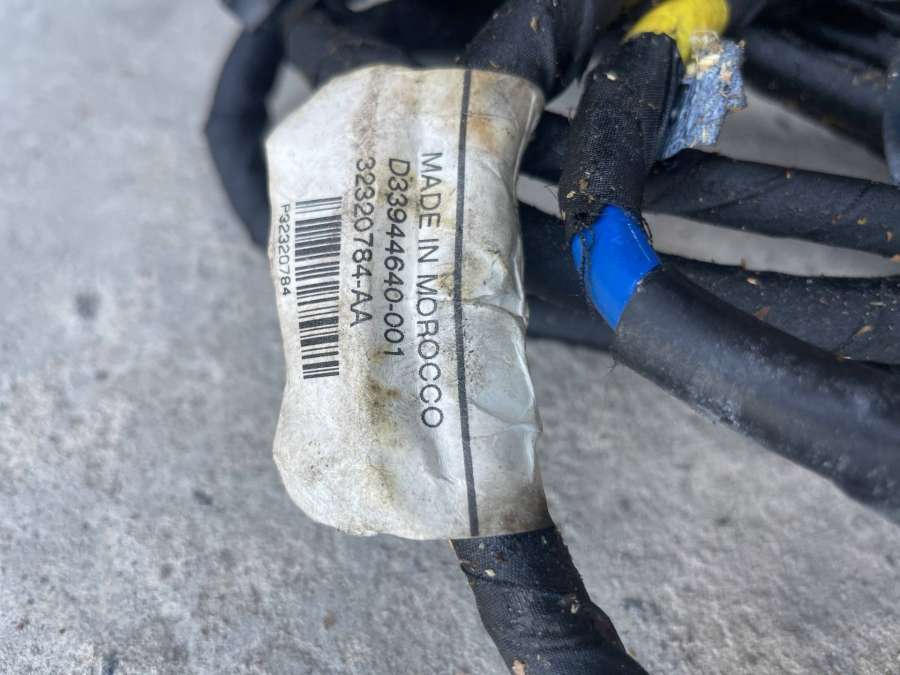 MADE IN MOROCCO
D33944640-001
32320784-AA
P32320784